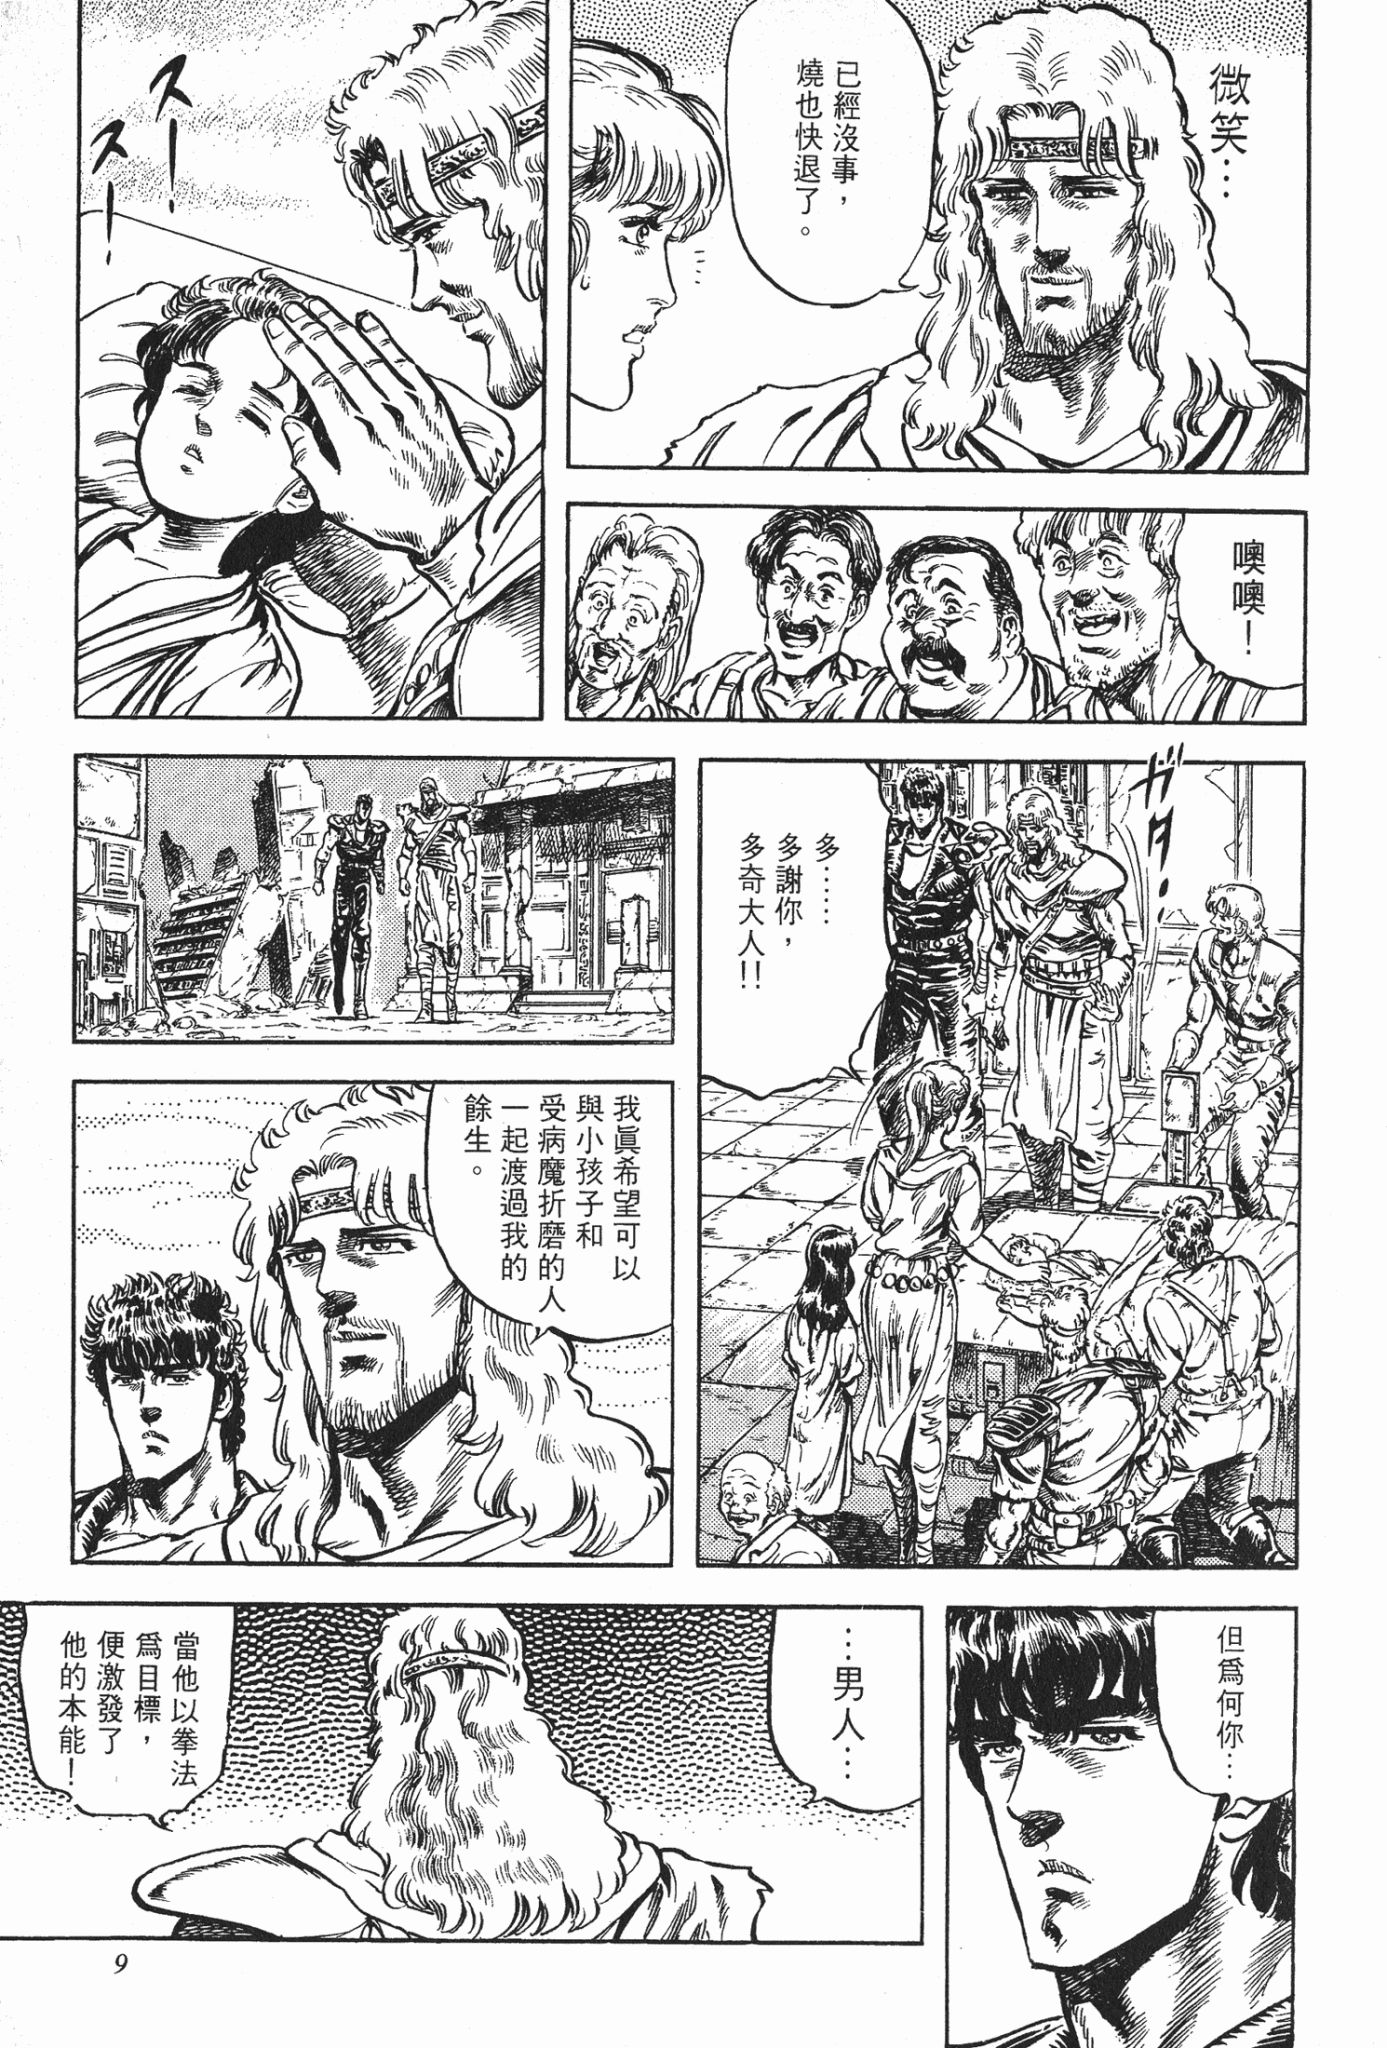 微笑…
已經沒事，
燒也快退了。
スー
スー
噢噢！
ガタ
多……
多謝你，
多奇大人!!
我眞希望可以
與小孩子和
受病魔折磨的人
一起渡過我的
餘生。
但爲何你…
…男人…
當他以拳法
爲目標，
便激發了
他的本能！
9